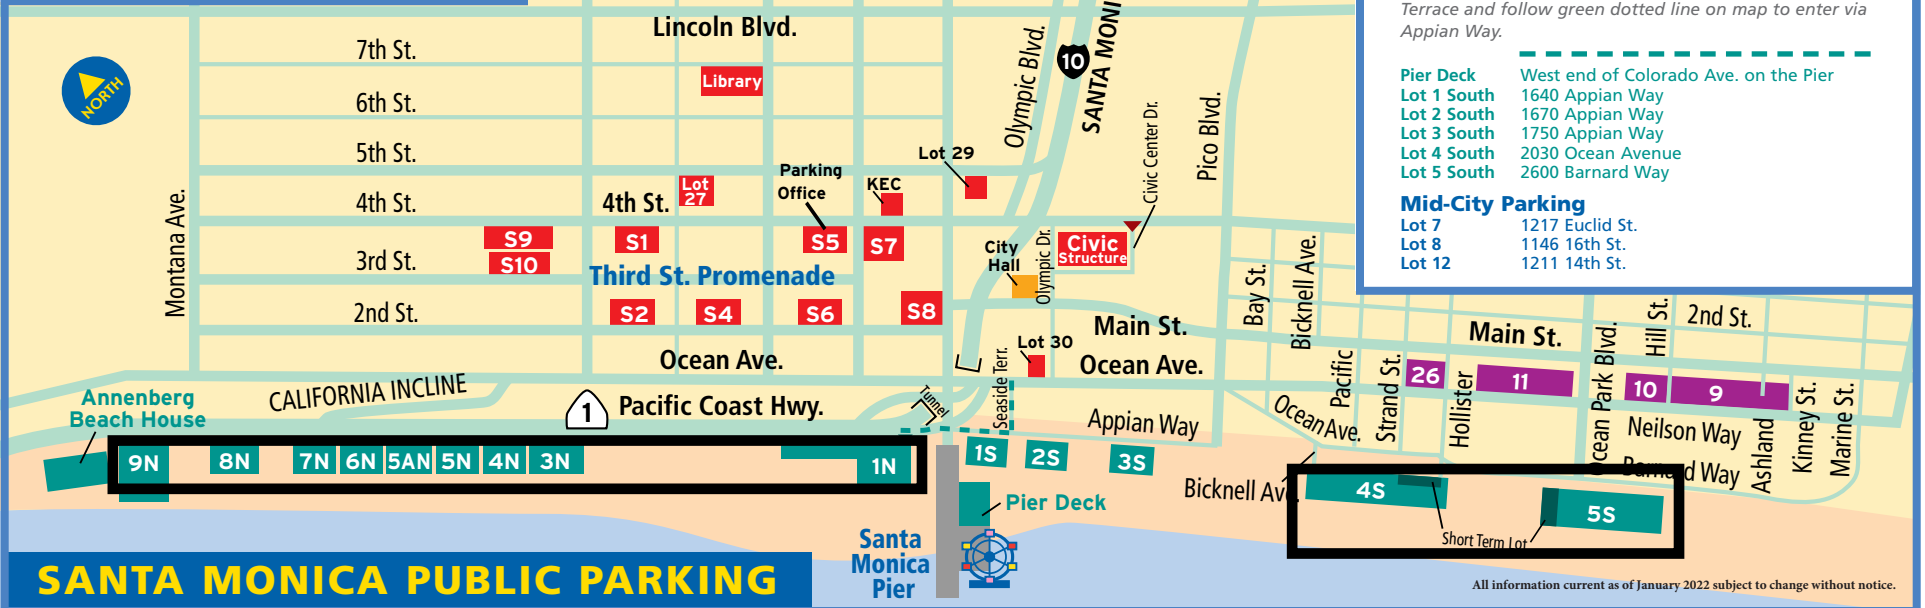 Terrace and follow green dotted line on map to enter via
Appian Way.
Pier Deck West end of Colorado Ave. on the Pier
Lot 1 South 1640 Appian Way
Lot 2 South 1670 Appian Way
Lot 3 South 1750 Appian Way
Lot 4 South 2030 Ocean Avenue
Lot 5 South 2600 Barnard Way
Mid-City Parking
Lot 7 1217 Euclid St.
Lot 8 1146 16th St.
Lot 12 1211 14th St.
Lincoln Blvd.
7th St.
Library
NORTH
6th St.
5th St.
4th St.
4th St.
3rd St.
2nd St.
Montana Ave.
Lot
27
Parking
Office
KEC
Lot 29
Olympic Blvd.
10
SANTA MONI
Civic Center Dr.
Pico Blvd.
S9
S10
S1
S5
S7
Third St. Promenade
S2
S4
S6
S8
City
Hall
Olympic Dr.
Civic
Structure
Bay St.
Bicknell Ave.
Main St.
Main St.
Hill St.
2nd St.
Ocean Ave.
Lot 30
Ocean Ave.
Seaside Terr.
Pacific
Strand St.
26
Hollister
11
Ocean Park Blvd.
10
9
Ashland
Kinney St.
Marine St.
Neilson Way
Barnard Way
Ocean Ave.
Appian Way
Bicknell Ave.
Tunnel
CALIFORNIA INCLINE
1
Pacific Coast Hwy.
Annenberg
Beach House
9N
8N
7N
6N
5AN
5N
4N
3N
1N
1S
2S
3S
4S
5S
Short Term Lot
Pier Deck
Santa
Monica
Pier
SANTA MONICA PUBLIC PARKING
All information current as of January 2022 subject to change without notice.